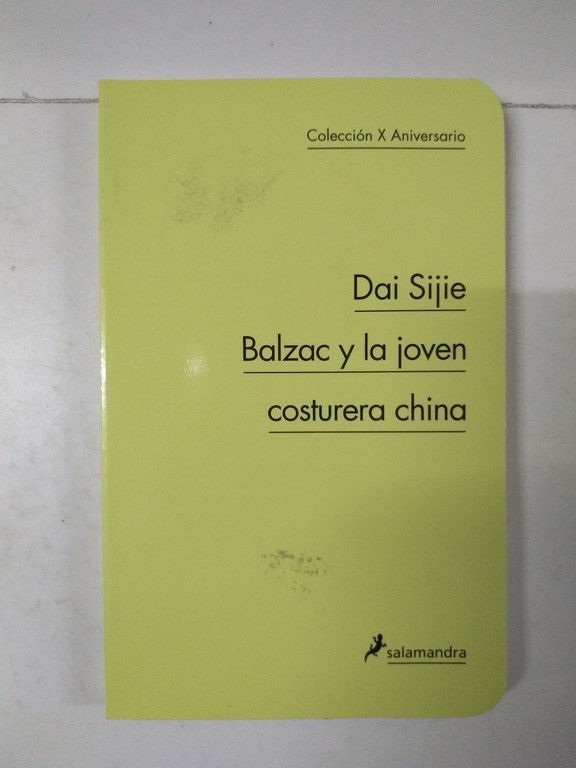 Colección X Aniversario
Dai Sijie
Balzac y la joven
costurera china
salamandra